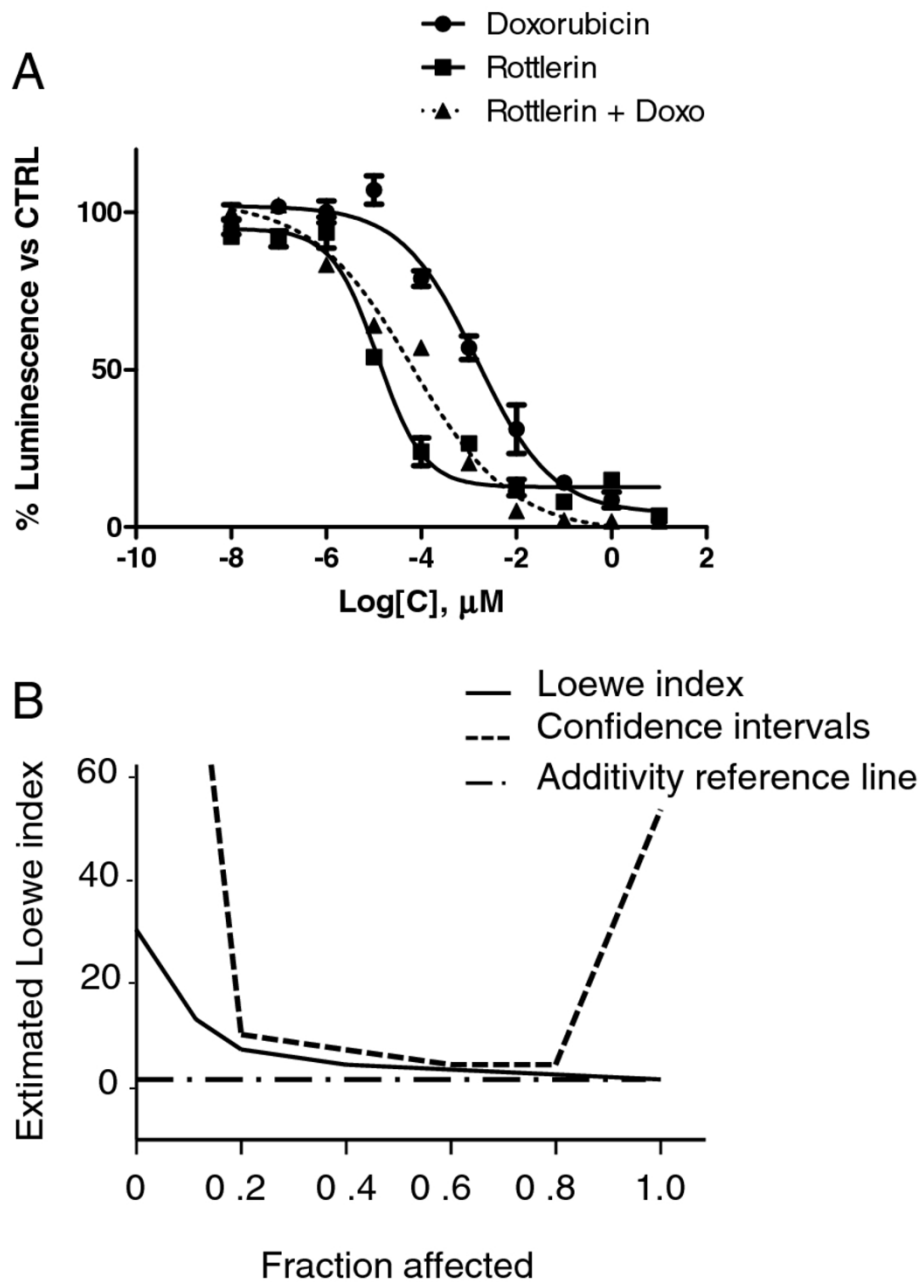 Doxorubicin
A
Rottlerin
Rottlerin + Doxo
% Luminescence vs CTRL
100
50
0
-10
-8
-6
-4
-2
0
2
Log[C], μM
B
Loewe index
Confidence intervals
Additivity reference line
Extimated Loewe index
60
40
20
0
0
0 .2
0 .4
0 .6
0 .8
1.0
Fraction affected